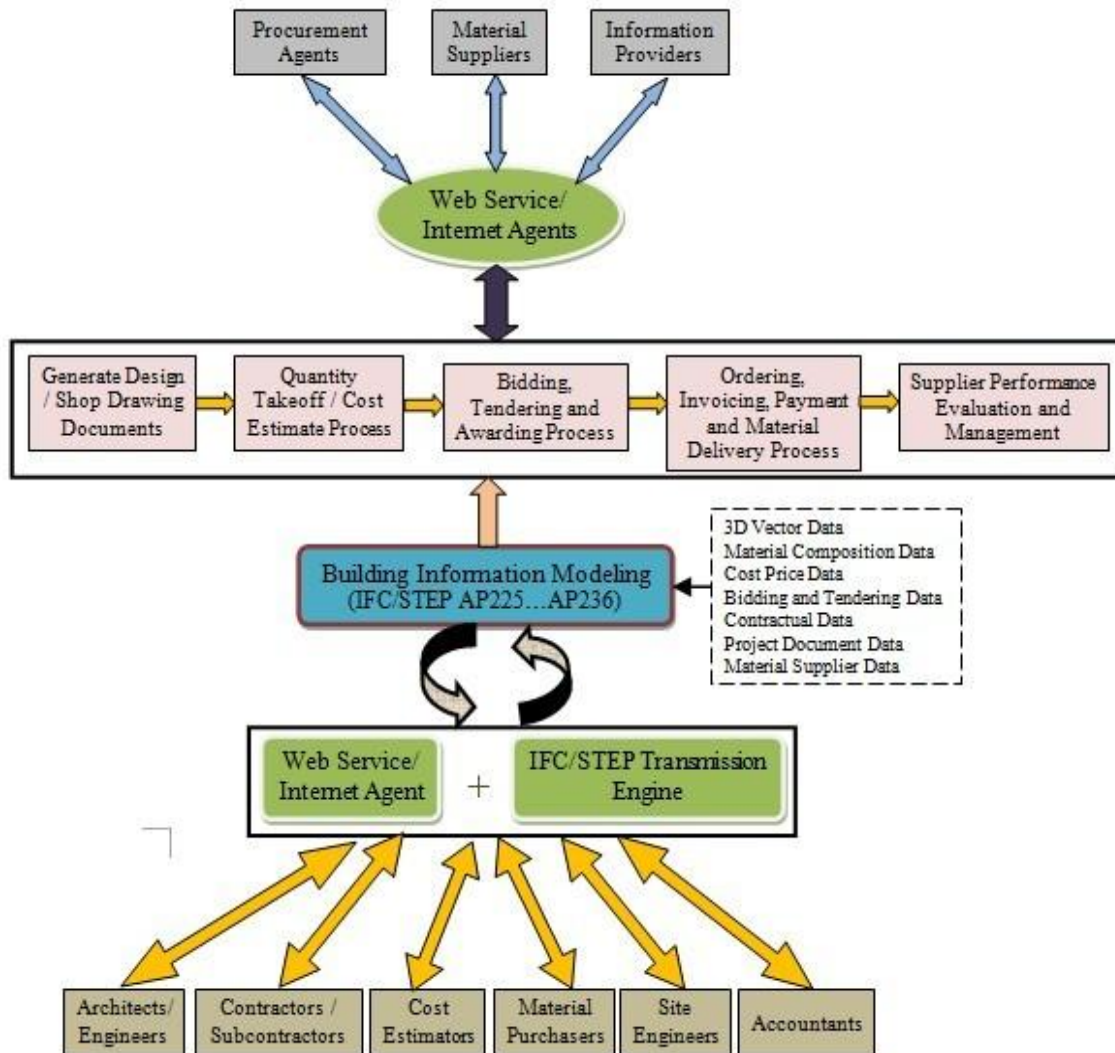 Procurement
Agents
Material
Suppliers
Information
Providers
Web Service/
Internet Agents
Generate Design
/ Shop Drawing
Documents
Quantity
Takeoff / Cost
Estimate Process
Bidding,
Tendering and
Awarding Process
Ordering,
Invoicing, Payment
and Material
Delivery Process
Supplier Performance
Evaluation and
Management
3D Vector Data
Material Composition Data
Cost Price Data
Bidding and Tendering Data
Contractual Data
Project Document Data
Material Supplier Data
Building Information Modeling
(IFC/STEP AP225…AP236)
Web Service/
Internet Agent
+
IFC/STEP Transmission
Engine
Architects/
Engineers
Contractors /
Subcontractors
Cost
Estimators
Material
Purchasers
Site
Engineers
Accountants